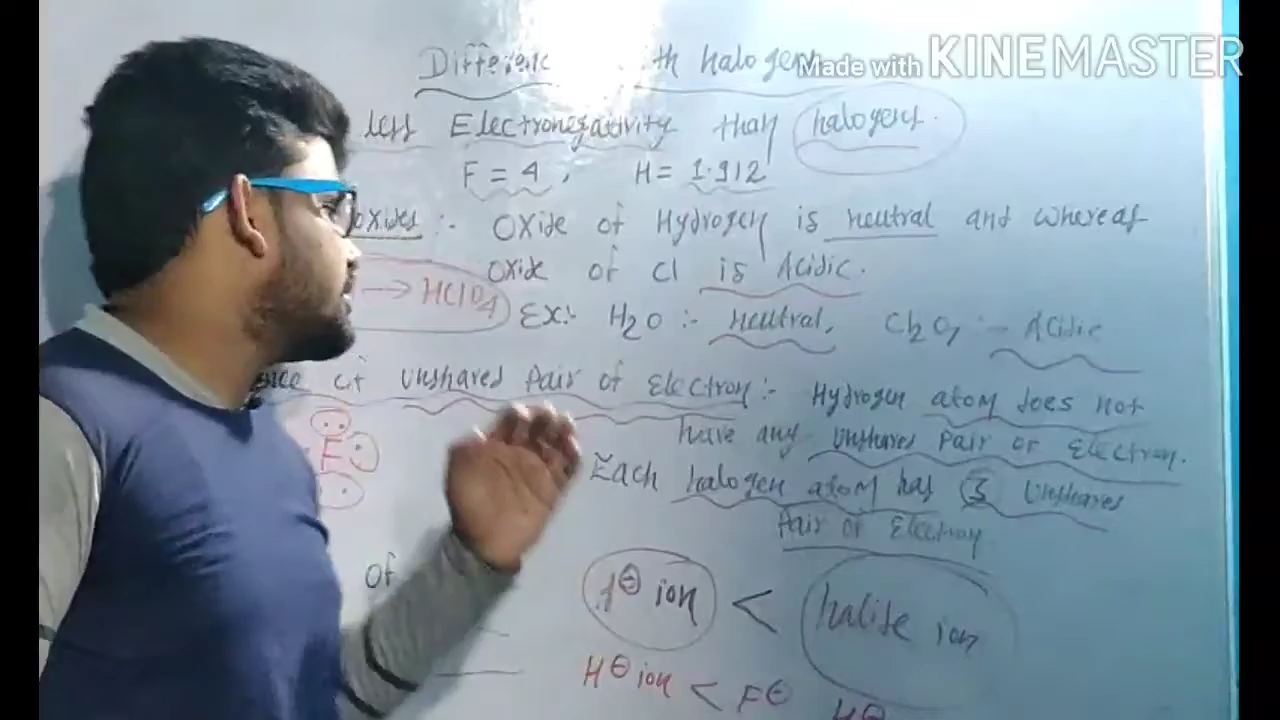 Difference with halogens
Made with KINEMASTER
less Electronegativity than halogens.
F = 4, H = 1.912
oxides :- Oxide of Hydrogen is neutral and whereas
oxide of Cl is Acidic.
→ HClO4
Ex:- H2O :- neutral, Cl2O7 :- Acidic
of Unshared Pair of Electron :- Hydrogen atom does not
have any Unshared Pair of Electron.
F
Each halogen atom has 3 Unshared
Pair of Electron
of
ion < halide ion
H⊖ ion < F⊖